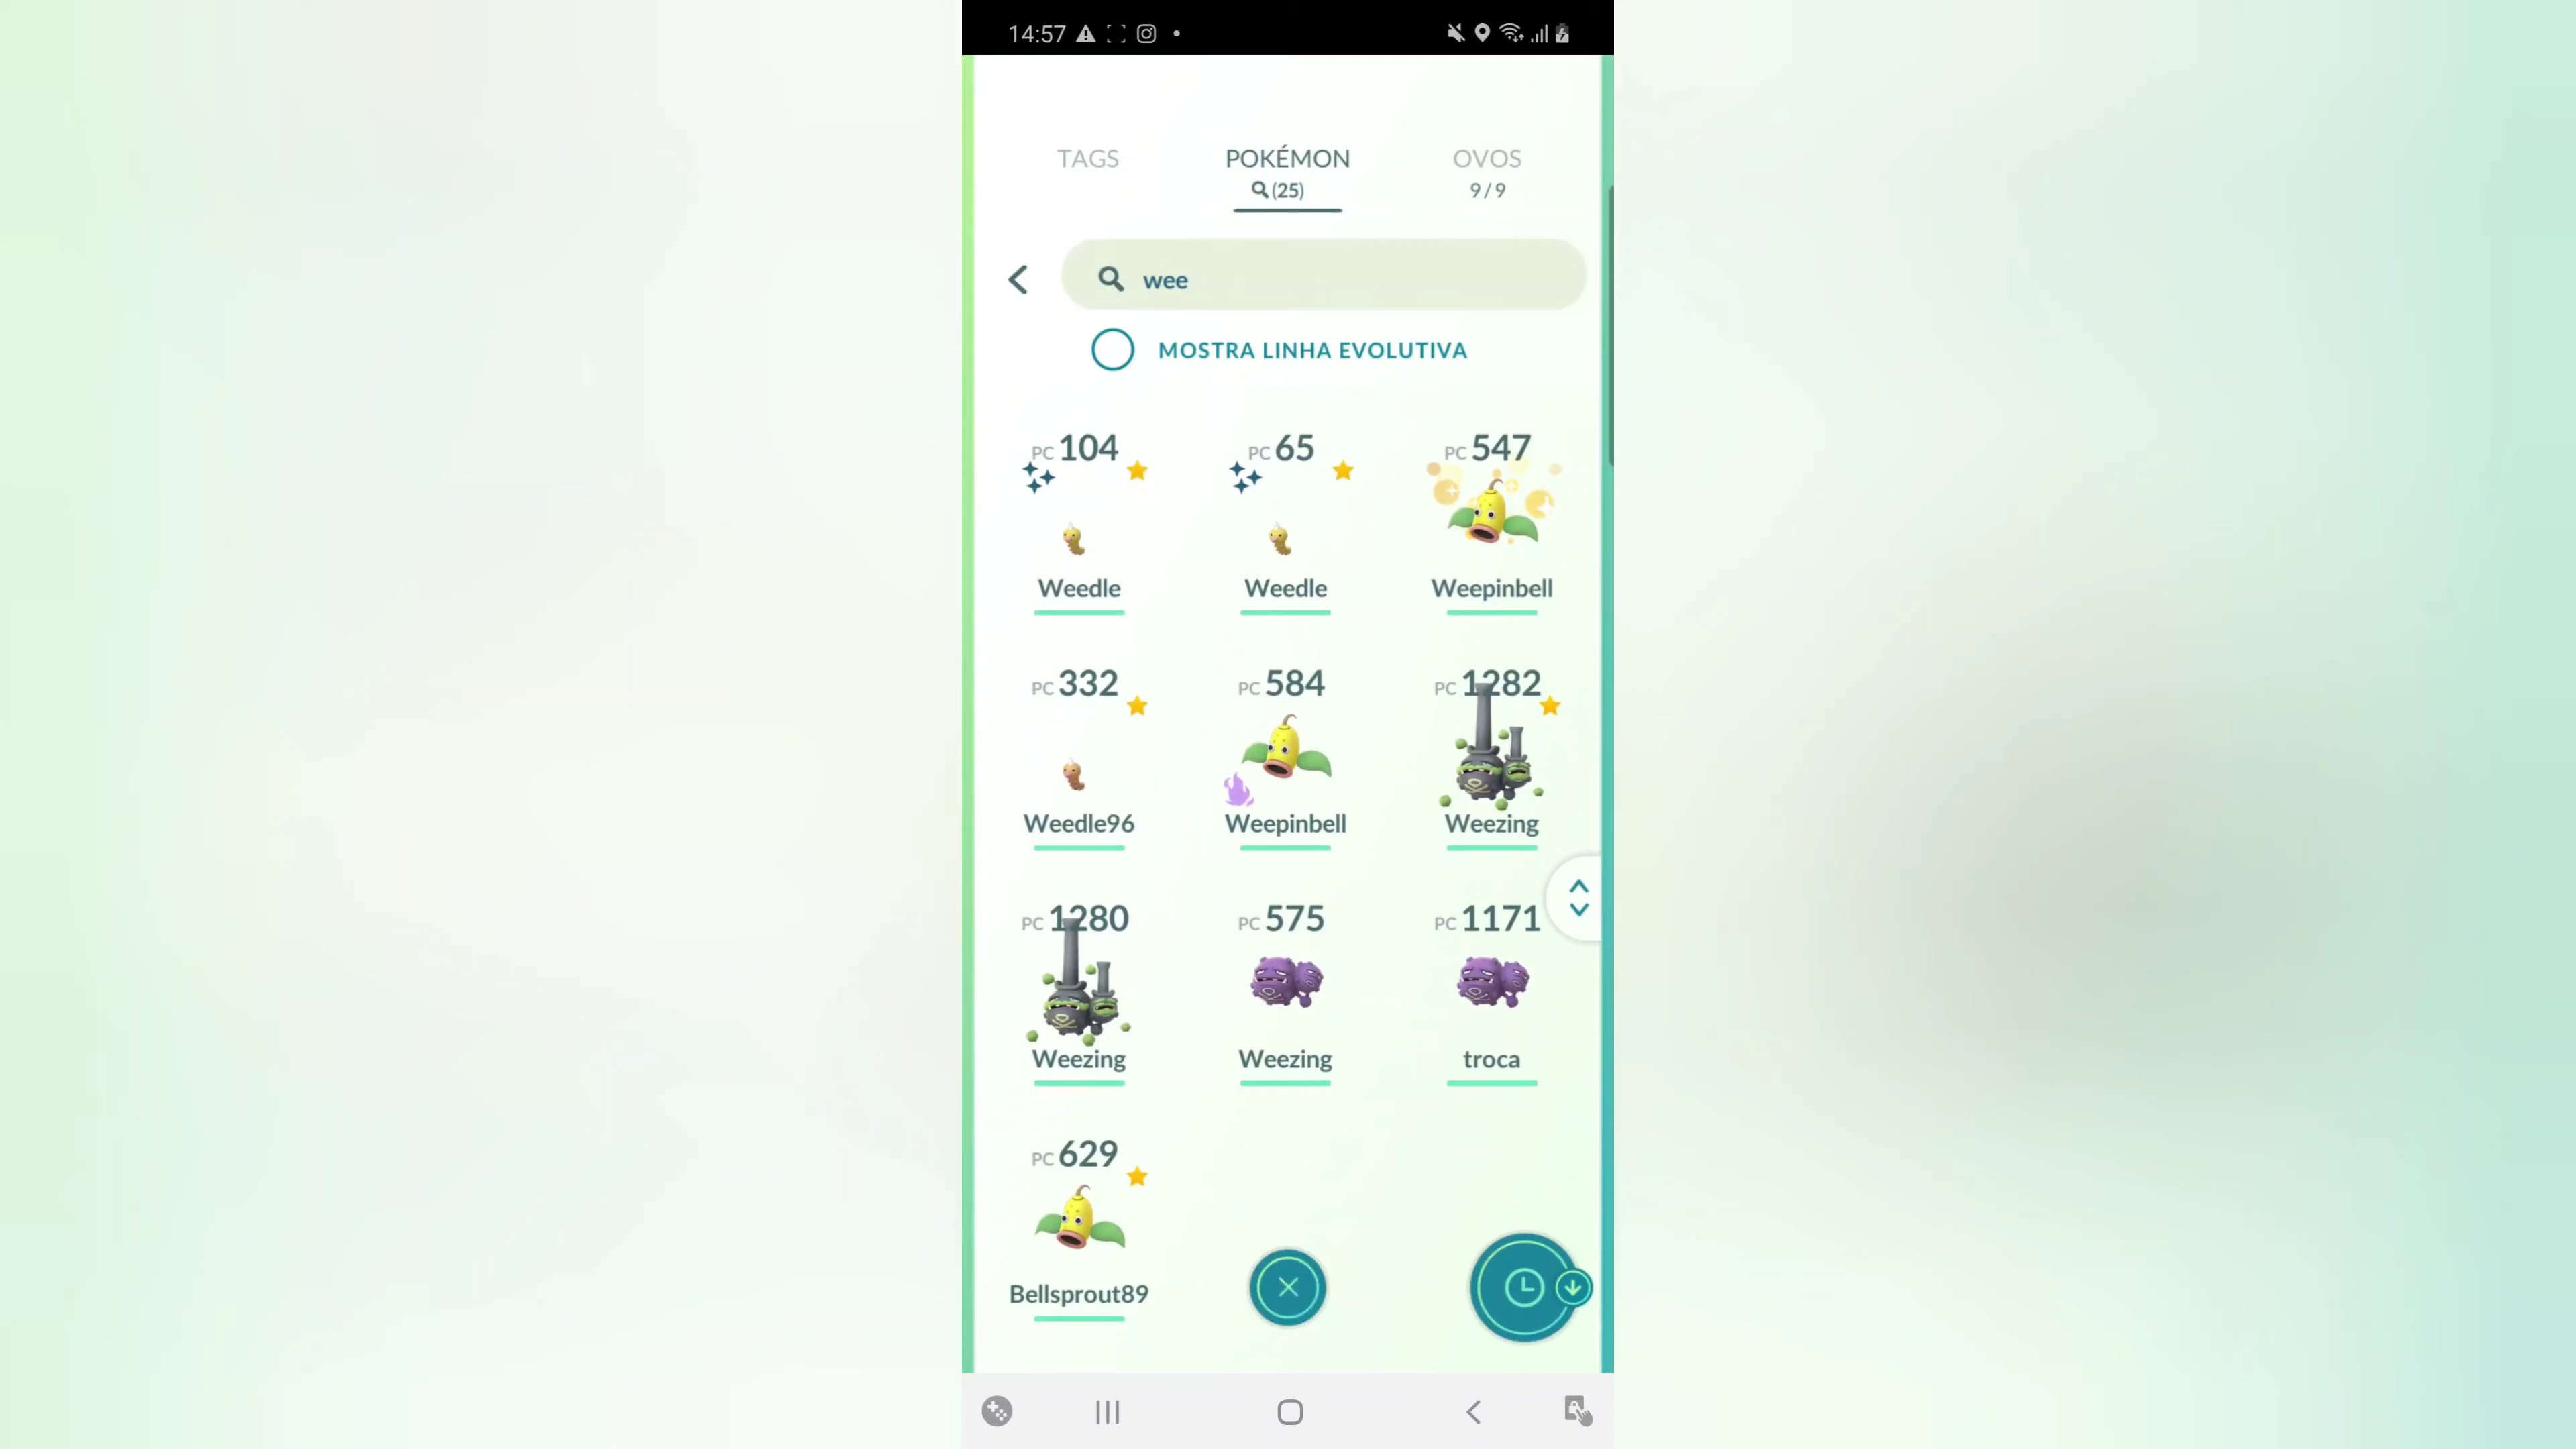 14:57
TAGS POKÉMON OVOS
(25) 9/9
wee
MOSTRA LINHA EVOLUTIVA
PC 104 PC 65 PC 547
Weedle Weedle Weepinbell
PC 332 PC 584 PC 1282
Weedle96 Weepinbell Weezing
PC 1280 PC 575 PC 1171
Weezing Weezing troca
PC 629
Bellsprout89